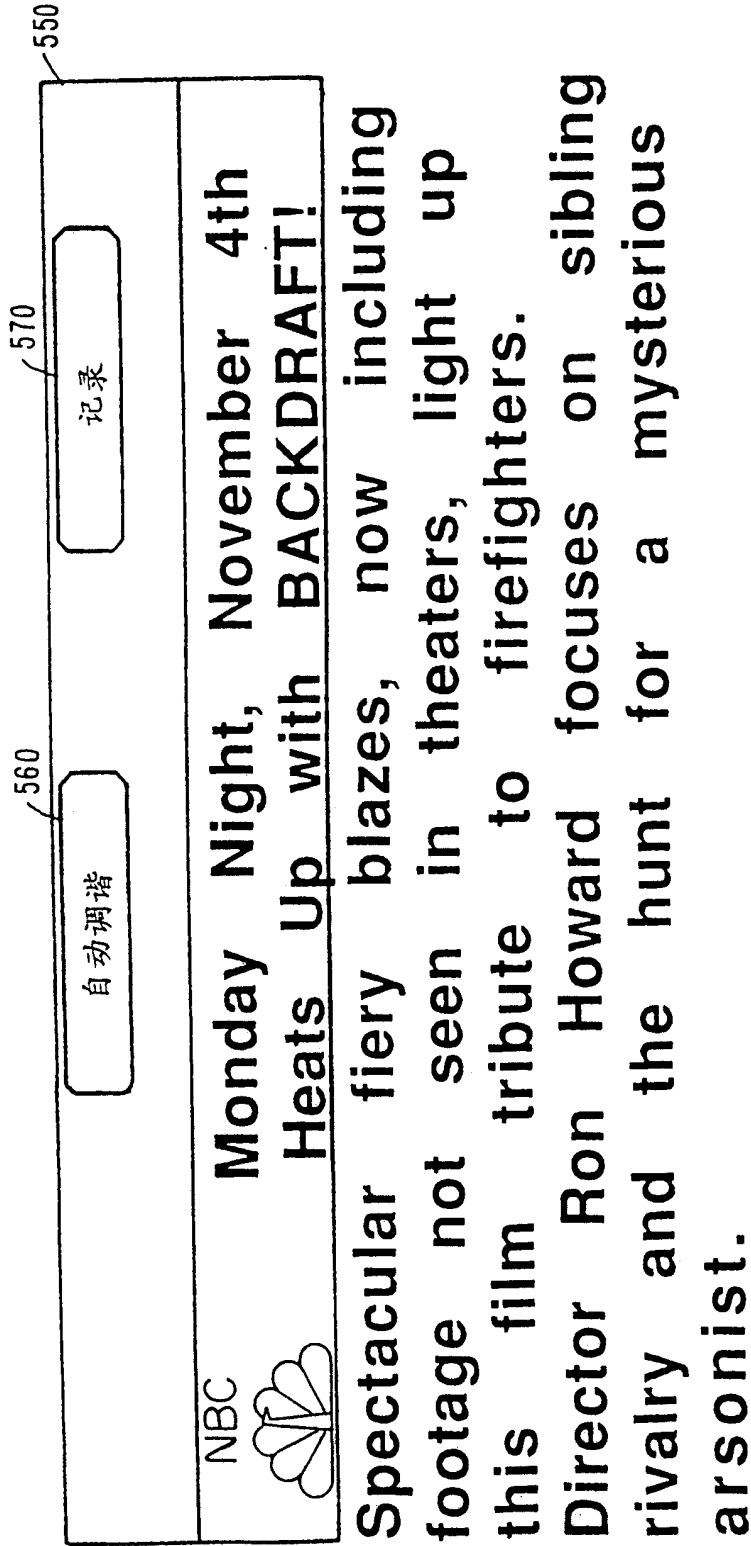 550
560
570
自动调谐
记录
NBC
Monday Night, November 4th
Heats Up with BACKDRAFT!
Spectacular fiery blazes, now including
footage not seen in theaters, light up
this film tribute to firefighters.
Director Ron Howard focuses on sibling
rivalry and the hunt for a mysterious
arsonist.